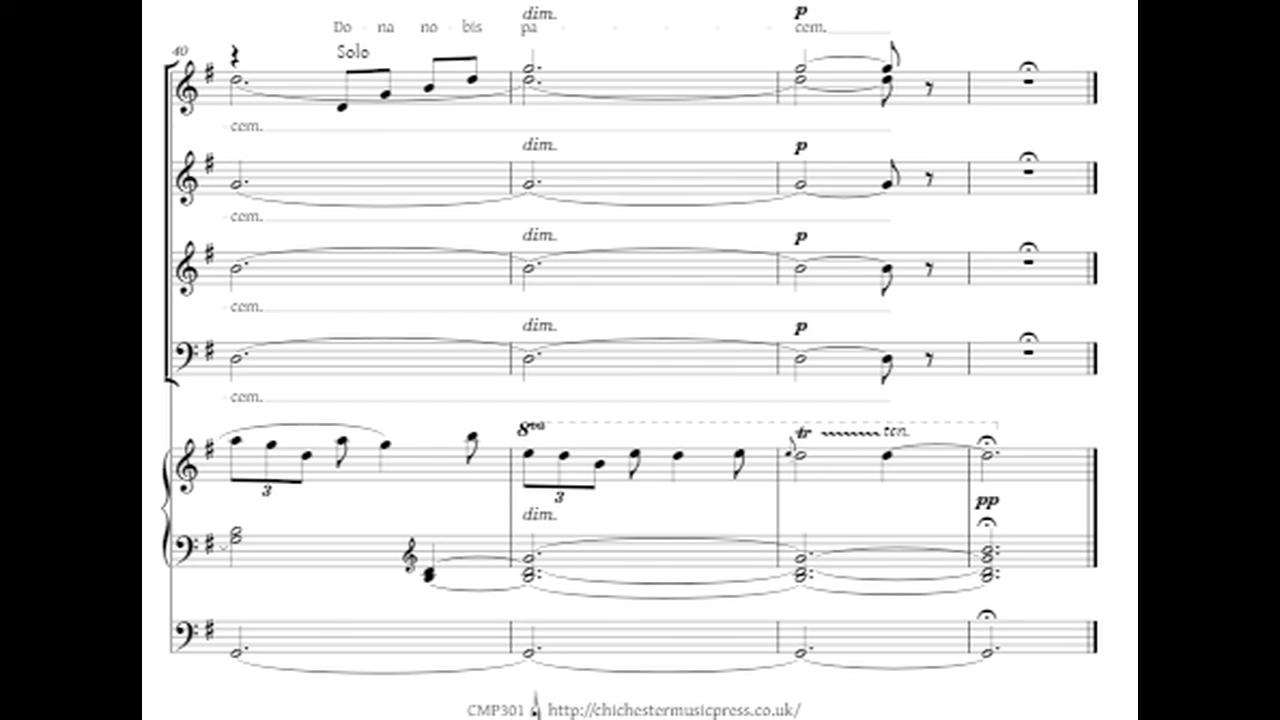 dim. p
Do - na no - bis pa - - - - - cem.
40 Solo
cem.
dim. p
cem.
dim. p
cem.
dim. p
cem.
8va tr ten.
3 3
dim. pp
CMP301 http://chichestermusicpress.co.uk/